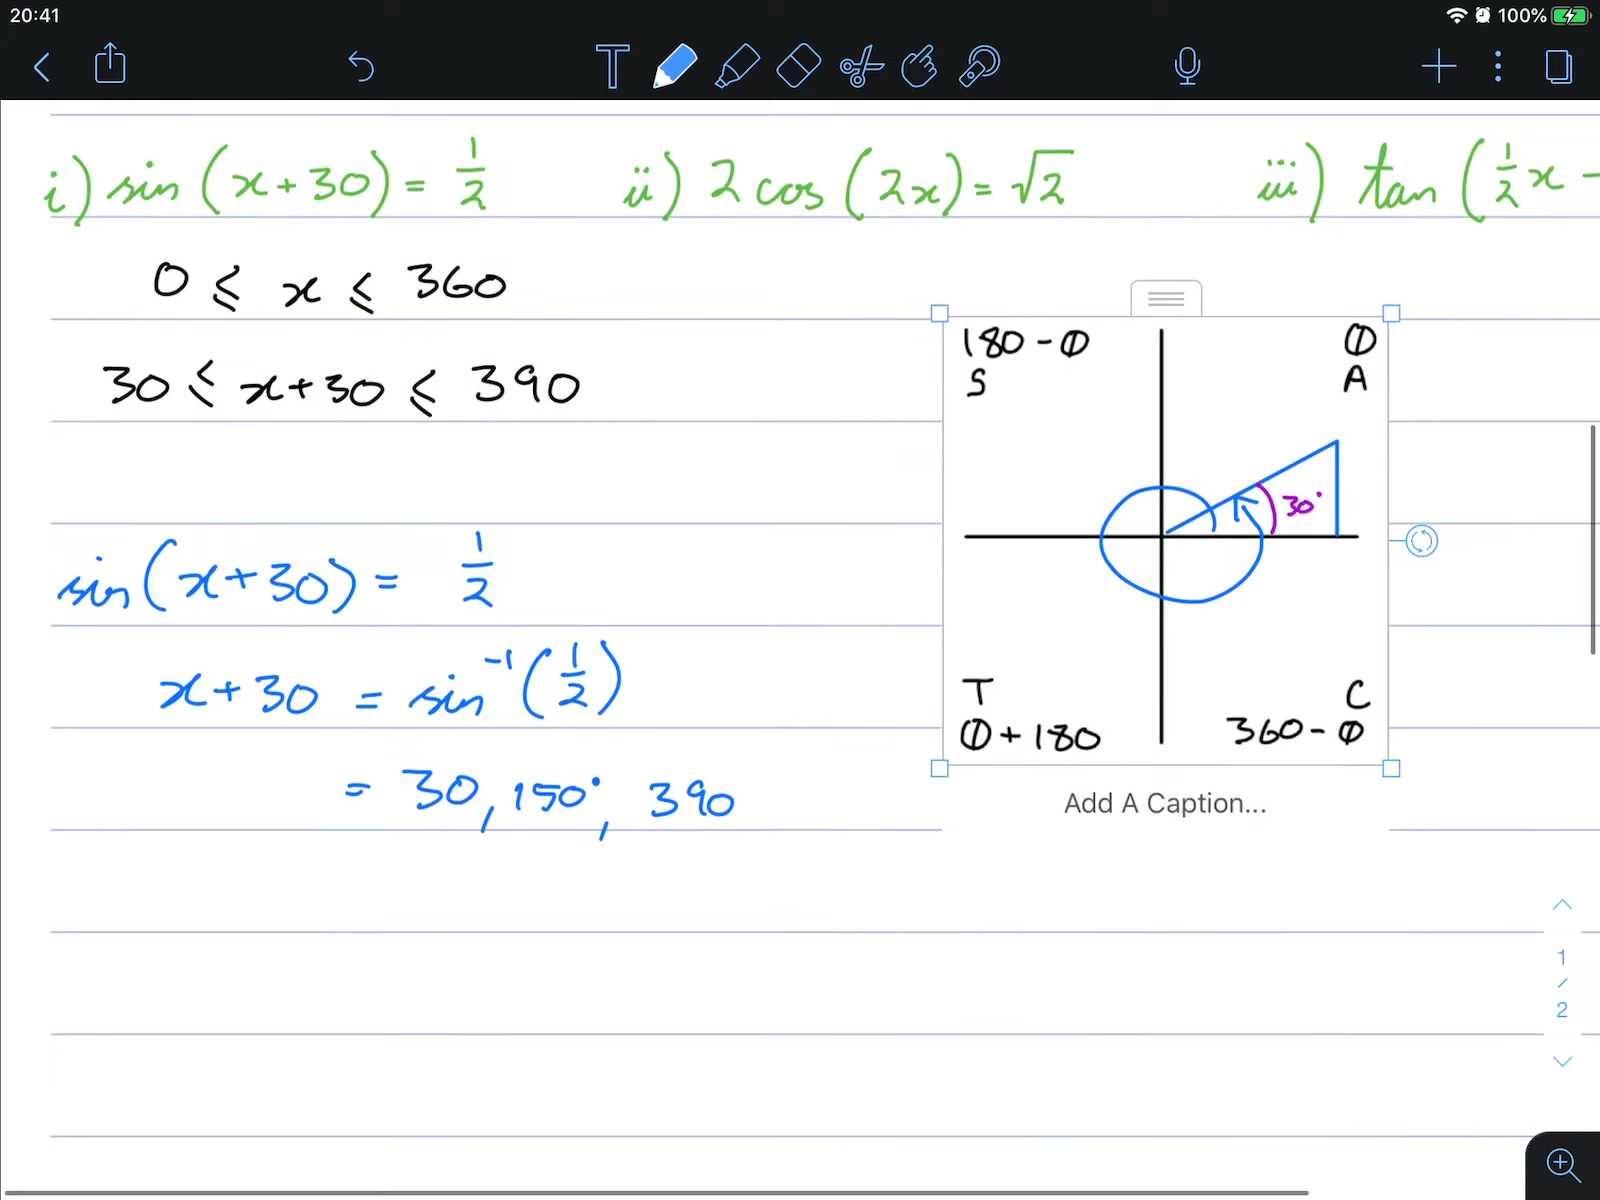 20:41
100%
i) sin (x+30) = 1/2
ii) 2 cos (2x) = √2
iii) tan (1/2 x -
0 ⩽ x ⩽ 360
30 ⩽ x+30 ⩽ 390
sin (x+30) = 1/2
x+30 = sin⁻¹ (1/2)
= 30, 150°, 390
180 - Θ
S
Θ
A
30°
T
Θ + 180
C
360 - Θ
Add A Caption...
1
/
2